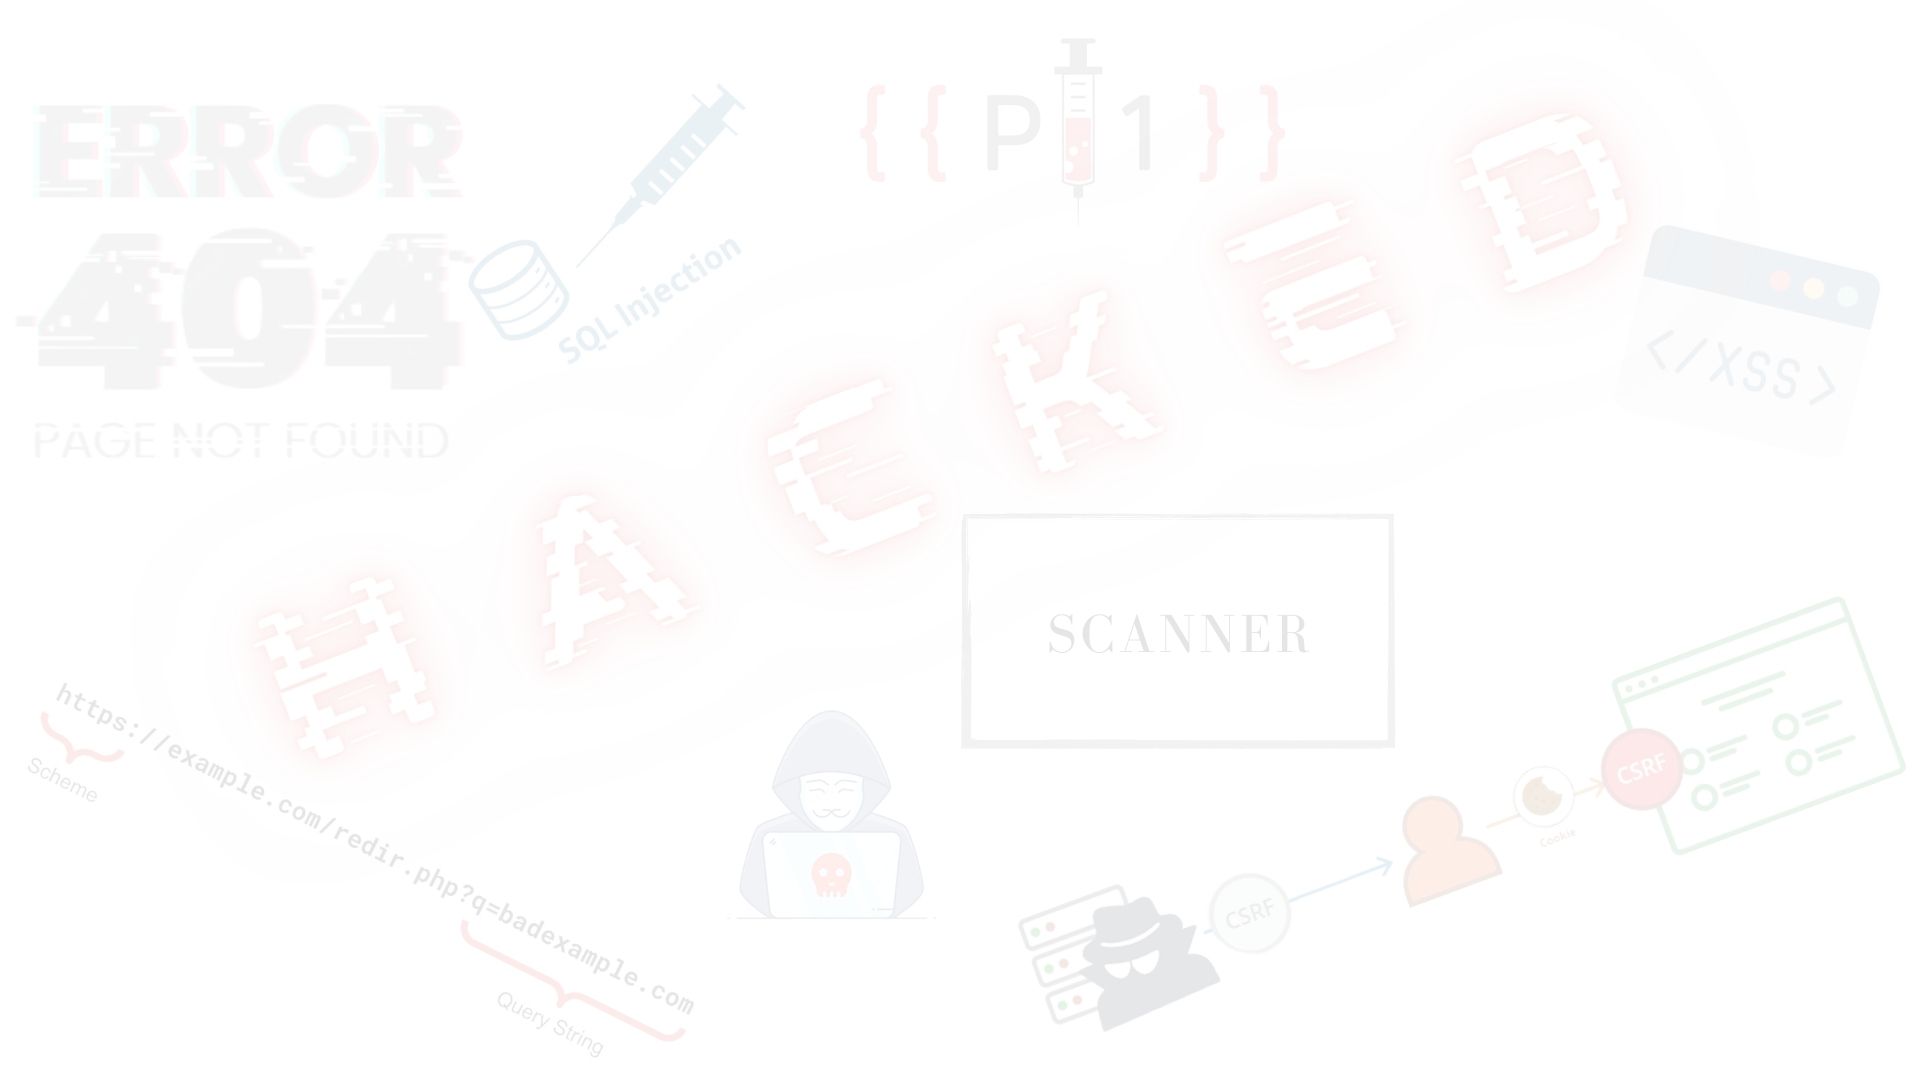 ERROR
404
PAGE NOT FOUND
SQL Injection
{ { P 1 } }
HACKED
</XSS>
SCANNER
https://example.com/redir.php?q=badexample.com
Scheme
Query String
CSRF
Cookie
CSRF